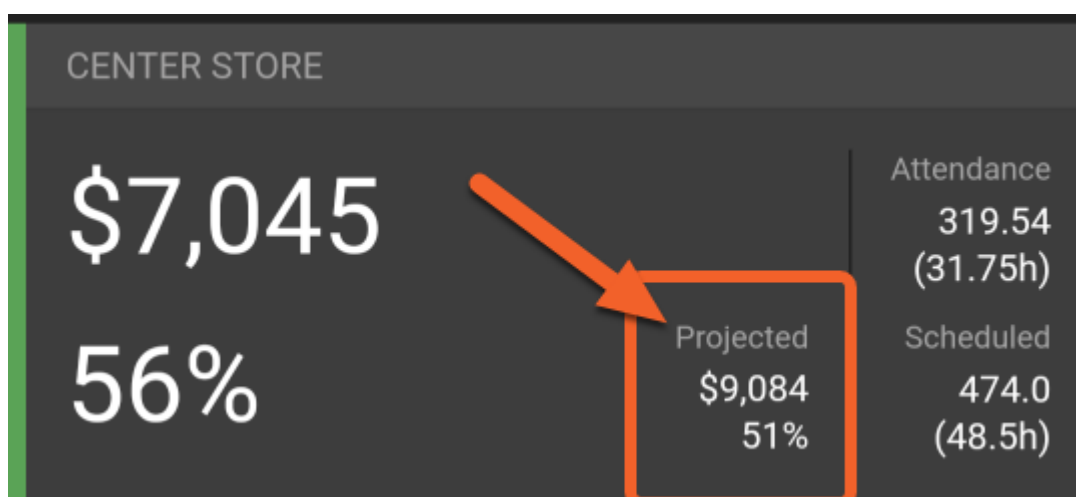 CENTER STORE
$7,045
56%
Projected
$9,084
51%
Attendance
319.54
(31.75h)
Scheduled
474.0
(48.5h)